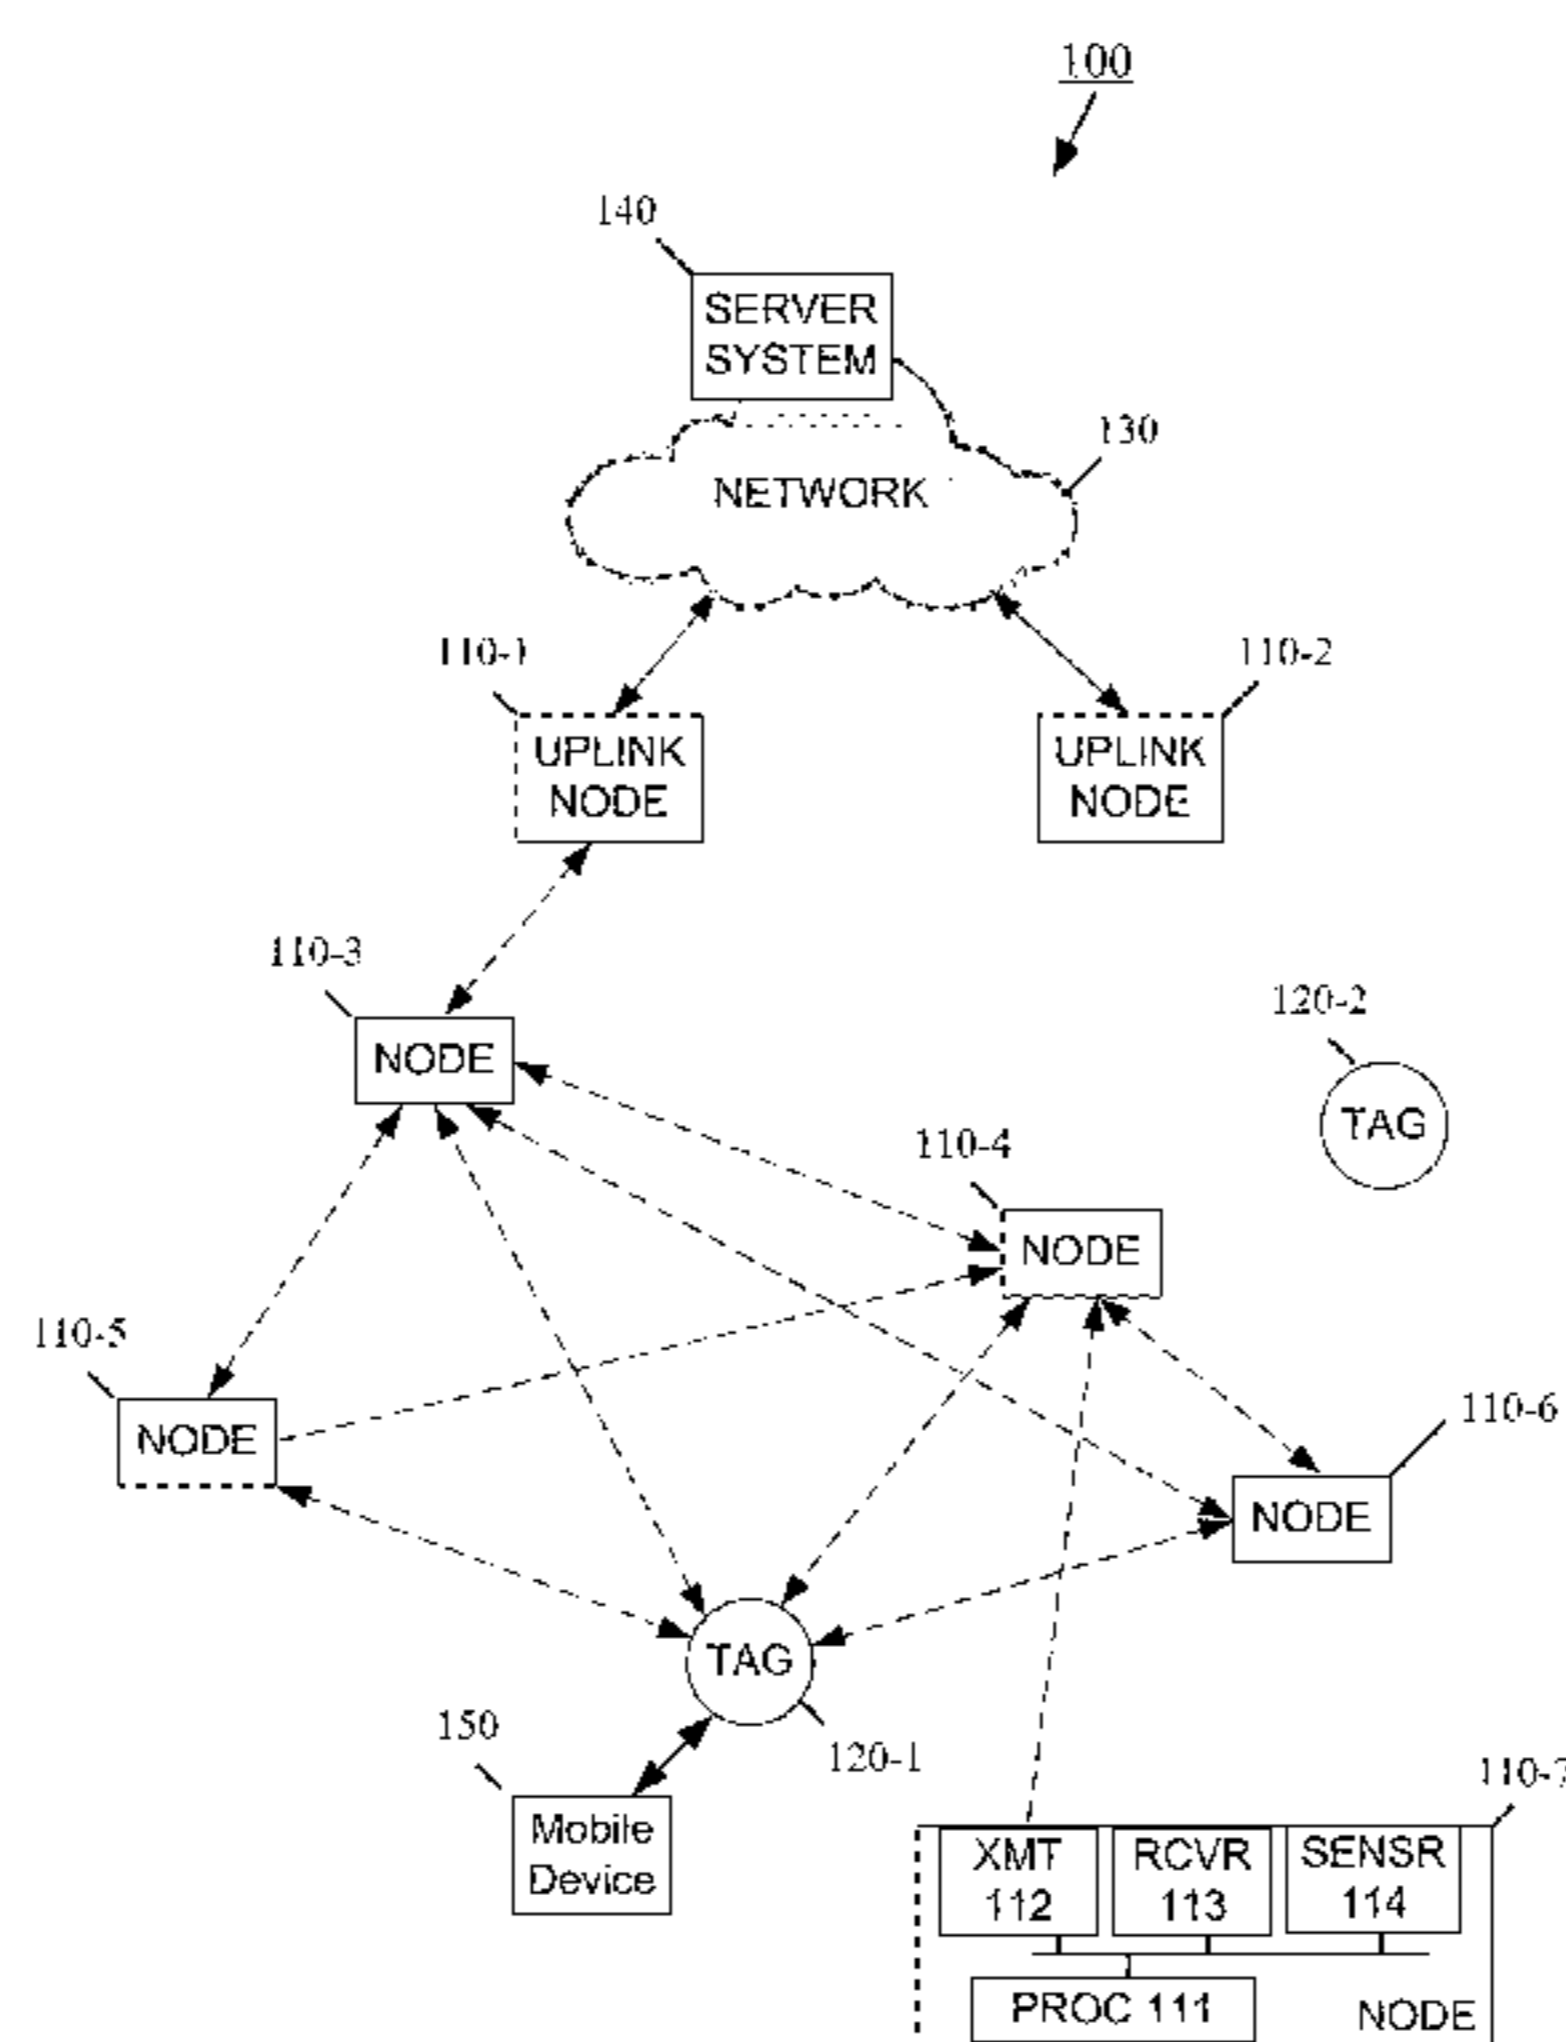 100
140
SERVER
SYSTEM
130
NETWORK
110-1
110-2
UPLINK
NODE
UPLINK
NODE
110-3
120-2
NODE
TAG
110-4
NODE
110-5
110-6
NODE
NODE
TAG
150
120-1
110-7
Mobile
Device
XMT
112
RCVR
113
SENSR
114
PROC 111
NODE